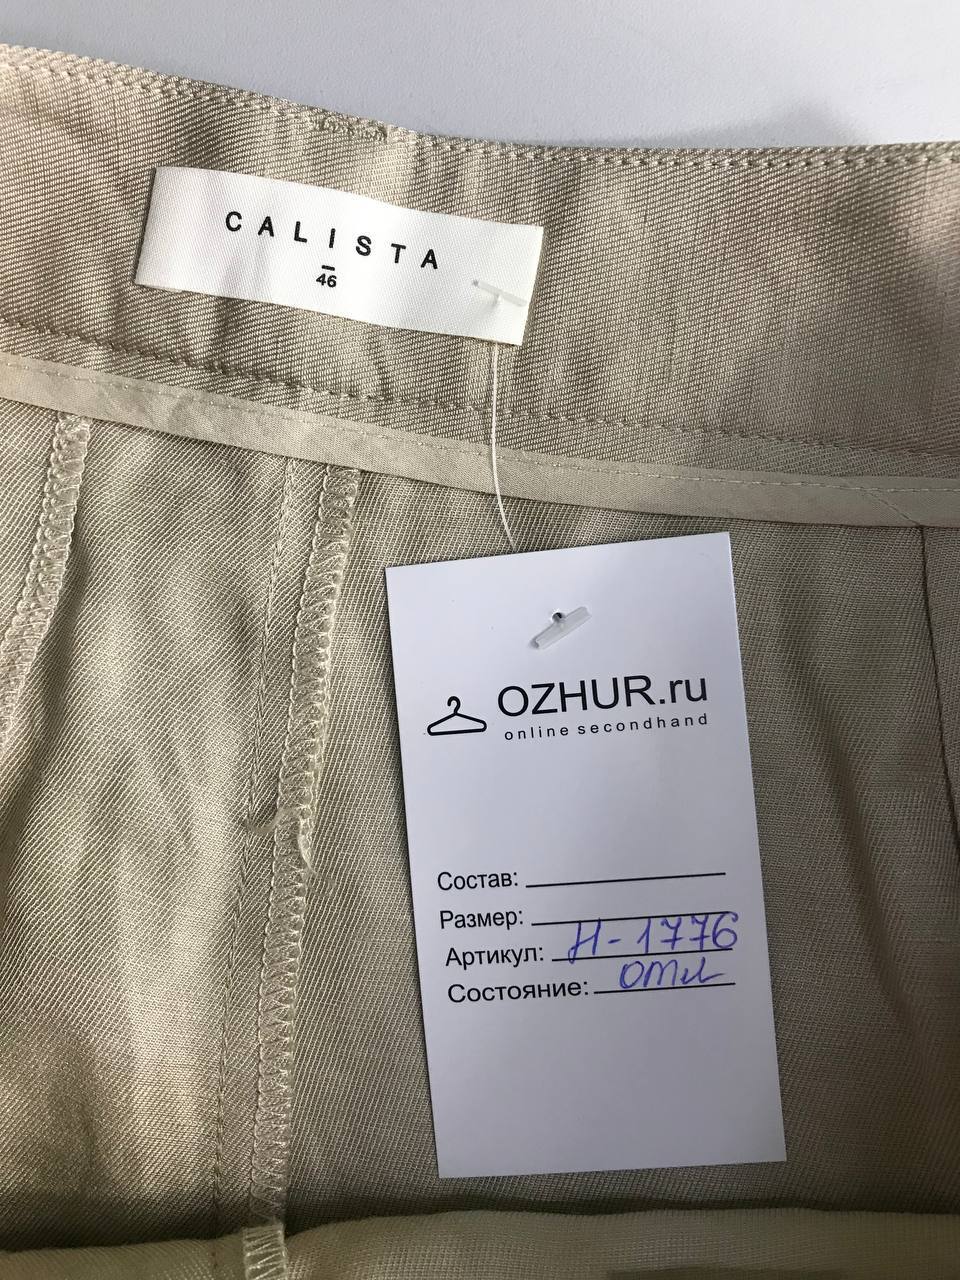 CALISTA
46
OZHUR.ru
online secondhand
Состав:
Размер:
Артикул: Н-1776
Состояние: отл